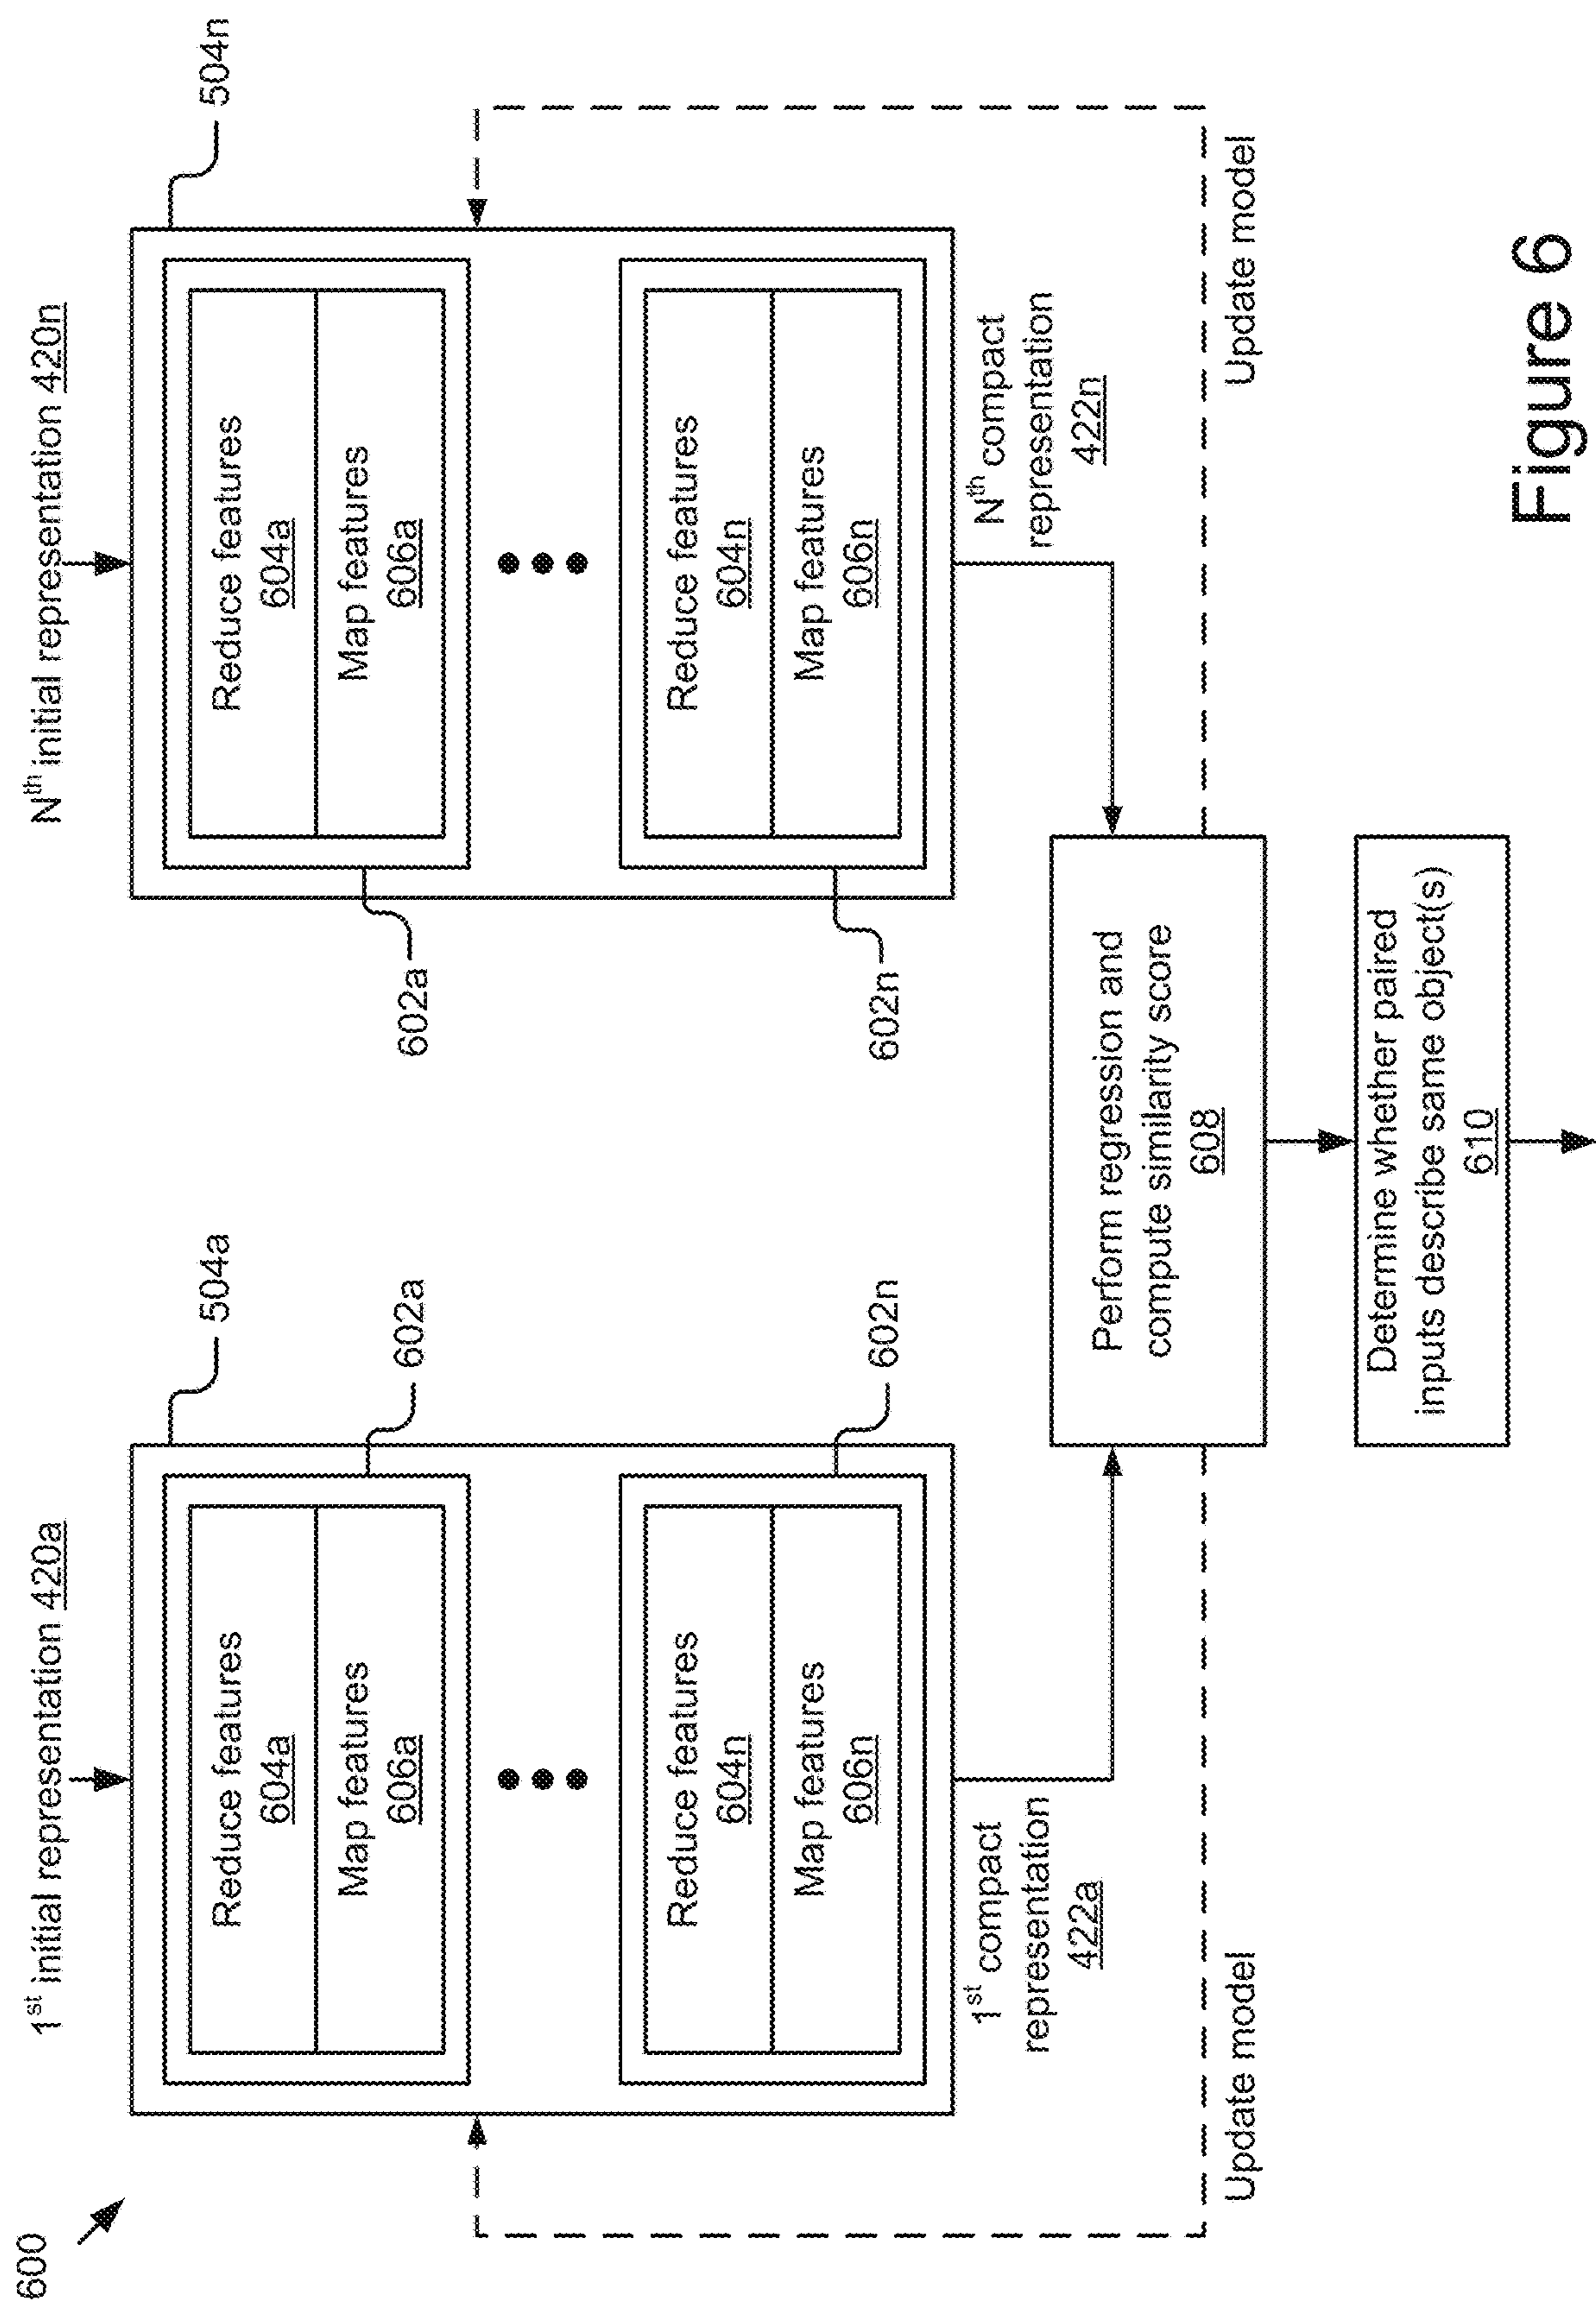 600
1st initial representation 420a
504a
Reduce features
604a
Map features
606a
602a
Reduce features
604n
Map features
606n
602n
1st compact
representation
422a
Update model
Nth initial representation 420n
504n
Reduce features
604a
Map features
606a
602a
Reduce features
604n
Map features
606n
602n
Nth compact
representation
422n
Update model
Perform regression and
compute similarity score
608
Determine whether paired
inputs describe same object(s)
610
Figure 6